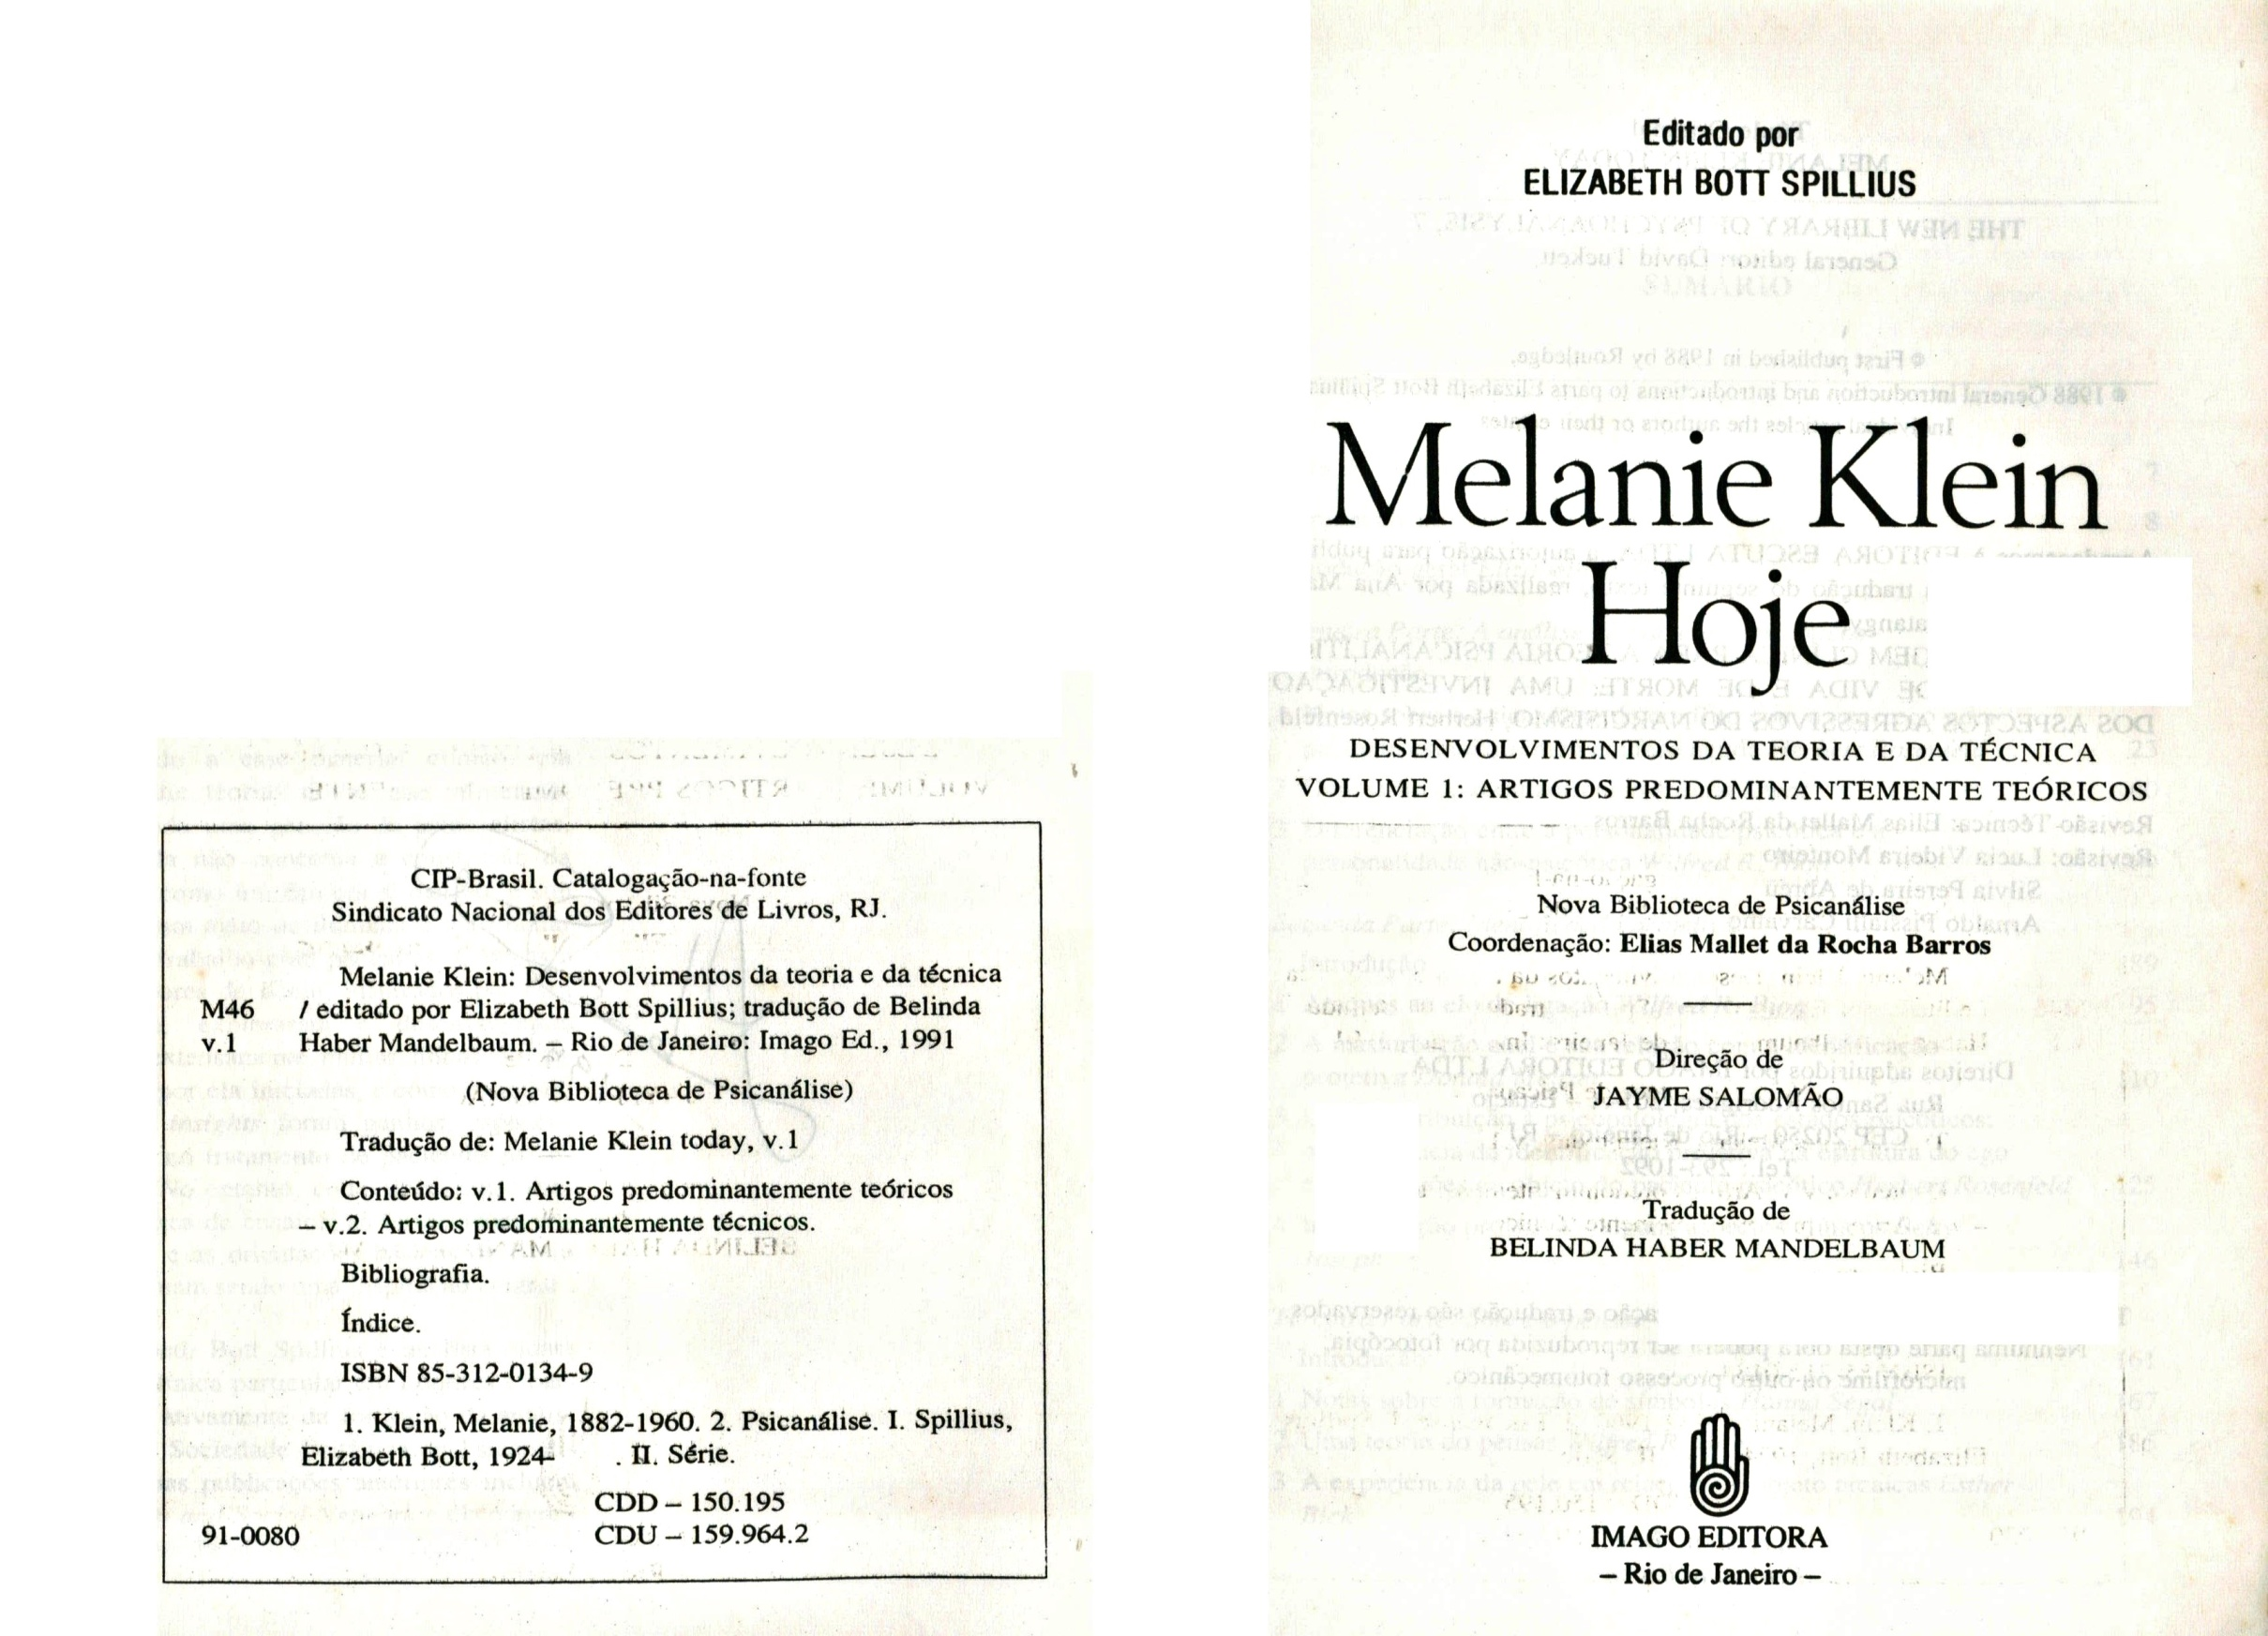 CIP-Brasil. Catalogação-na-fonte
Sindicato Nacional dos Editores de Livros, RJ.
Melanie Klein: Desenvolvimentos da teoria e da técnica
M46 / editado por Elizabeth Bott Spillius; tradução de Belinda
v.1 Haber Mandelbaum. – Rio de Janeiro: Imago Ed., 1991
(Nova Biblioteca de Psicanálise)
Tradução de: Melanie Klein today, v.1
Conteúdo: v.1. Artigos predominantemente teóricos
– v.2. Artigos predominantemente técnicos.
Bibliografia.
Índice.
ISBN 85-312-0134-9
1. Klein, Melanie, 1882-1960. 2. Psicanálise. I. Spillius,
Elizabeth Bott, 1924- . II. Série.
CDD – 150.195
91-0080 CDU – 159.964.2
Editado por
ELIZABETH BOTT SPILLIUS
Melanie Klein
Hoje
DESENVOLVIMENTOS DA TEORIA E DA TÉCNICA
VOLUME 1: ARTIGOS PREDOMINANTEMENTE TEÓRICOS
Nova Biblioteca de Psicanálise
Coordenação: Elias Mallet da Rocha Barros
Direção de
JAYME SALOMÃO
Tradução de
BELINDA HABER MANDELBAUM
IMAGO EDITORA
– Rio de Janeiro –